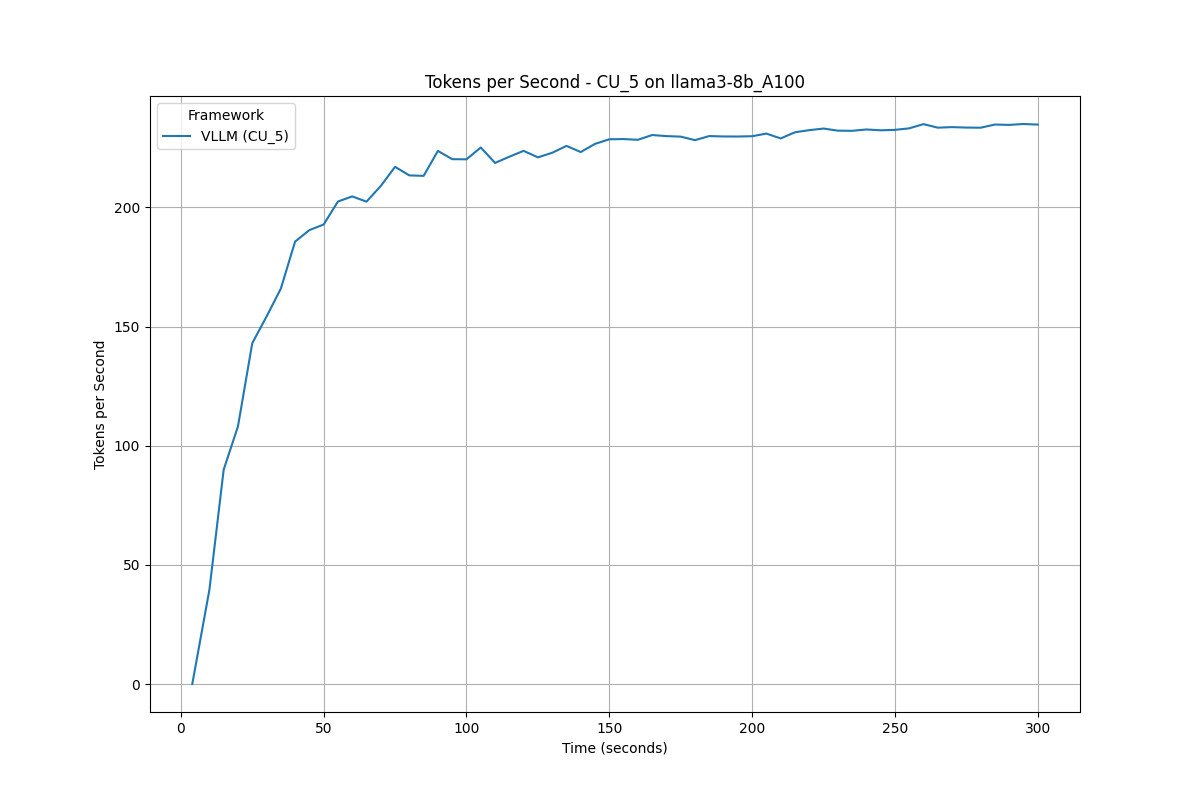 Tokens per Second - CU_5 on llama3-8b_A100
Framework
VLLM (CU_5)
Tokens per Second
200
150
100
50
0
0 50 100 150 200 250 300
Time (seconds)